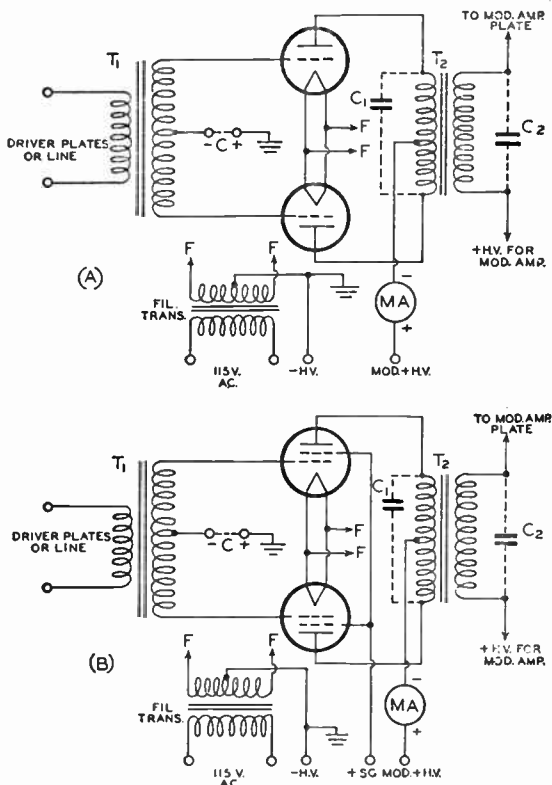 TO MOD. AMP.
PLATE
T1
T2
C1
C2
DRIVER PLATES
OR LINE
- C +
F
F
+ H.V. FOR
MOD. AMP.
(A)
F
F
FIL.
TRANS.
-
MA
+
115 V.
AC.
-H.V.
MOD.+H.V.
TO MOD. AMP.
PLATE
T1
T2
C1
C2
DRIVER PLATES
OR LINE
- C +
F
F
+ H.V. FOR
MOD. AMP.
(B)
F
F
FIL.
TRANS.
-
MA
+
115 V.
AC.
-H.V.
+ SG
MOD.+H.V.